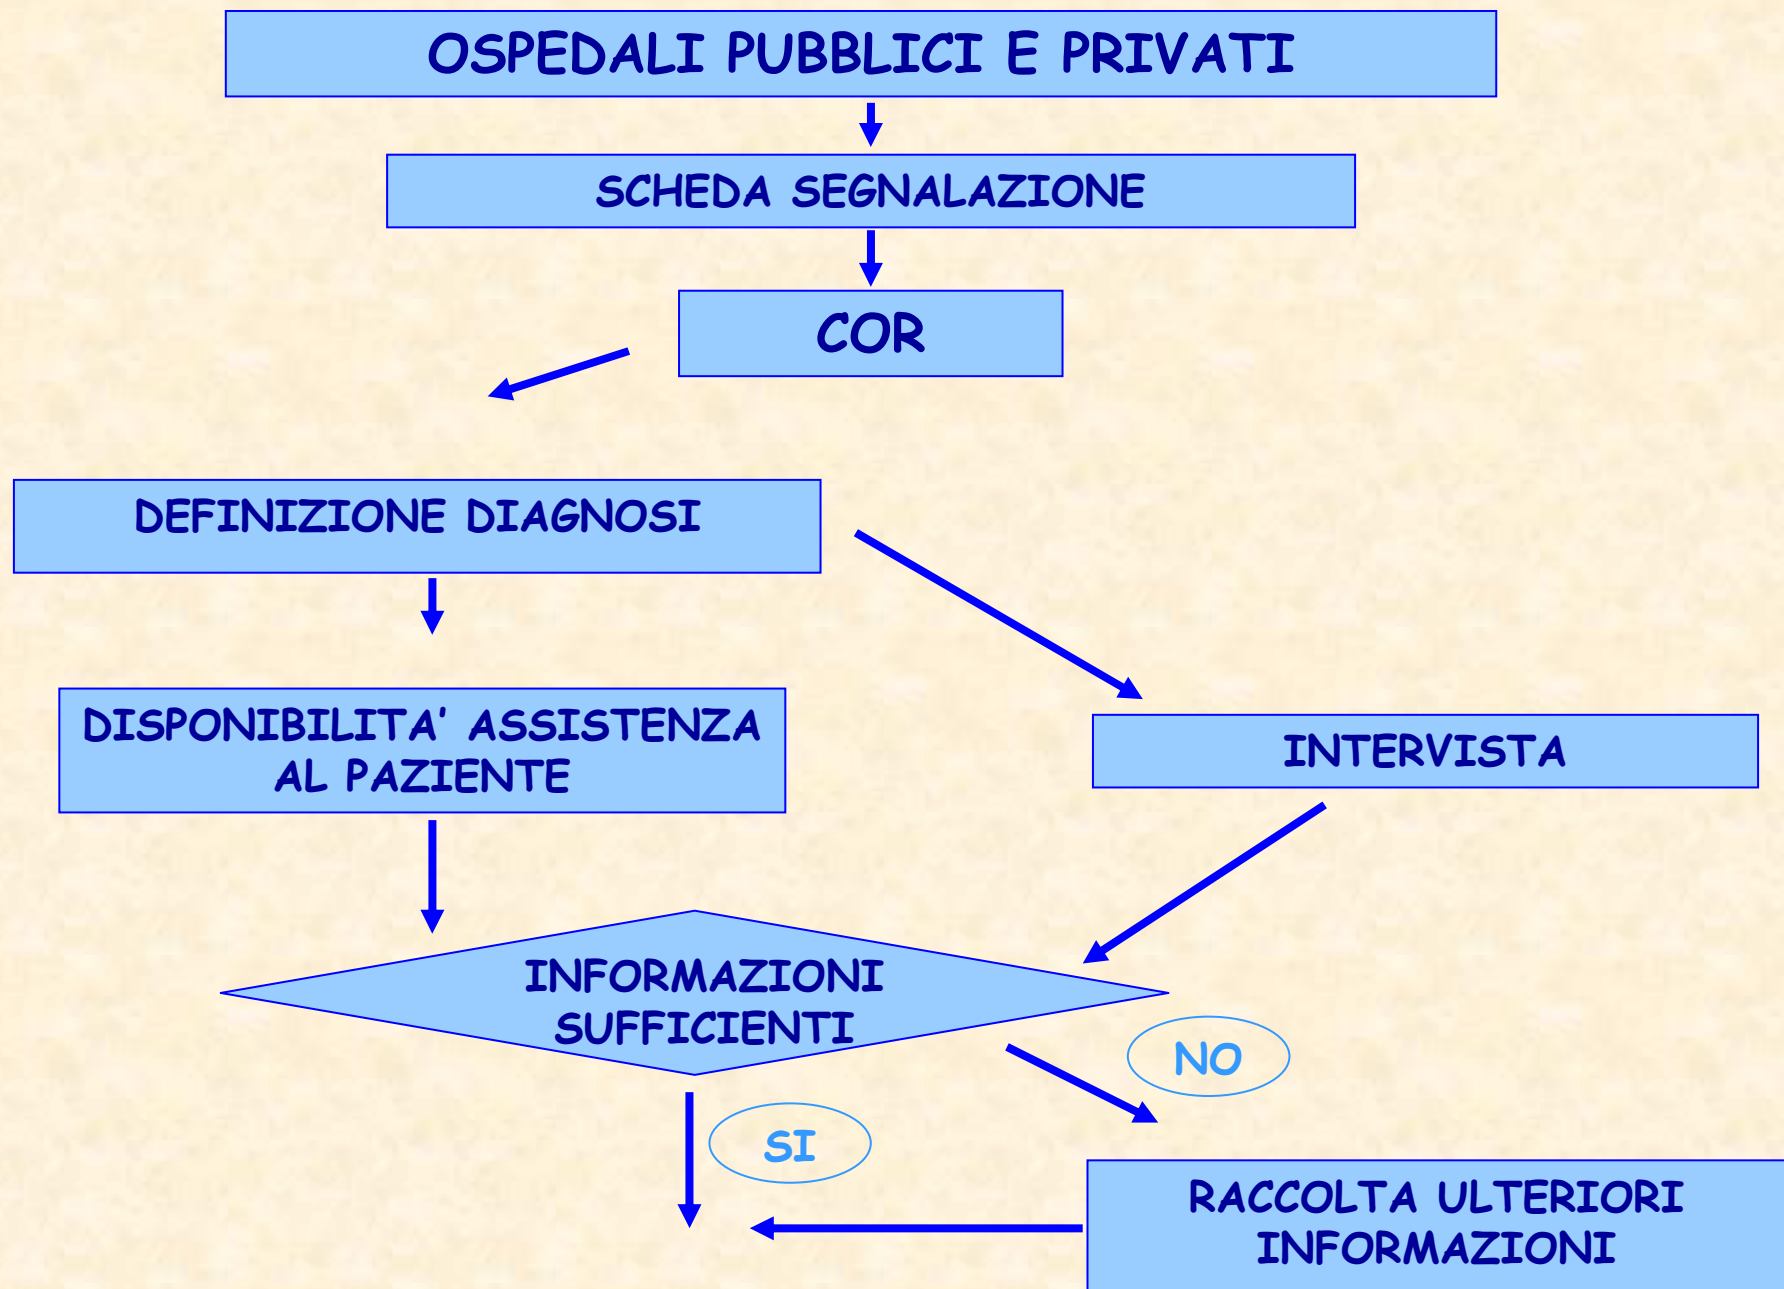 OSPEDALI PUBBLICI E PRIVATI
SCHEDA SEGNALAZIONE
COR
DEFINIZIONE DIAGNOSI
DISPONIBILITA’ ASSISTENZA
AL PAZIENTE
INTERVISTA
INFORMAZIONI
SUFFICIENTI
NO
SI
RACCOLTA ULTERIORI
INFORMAZIONI